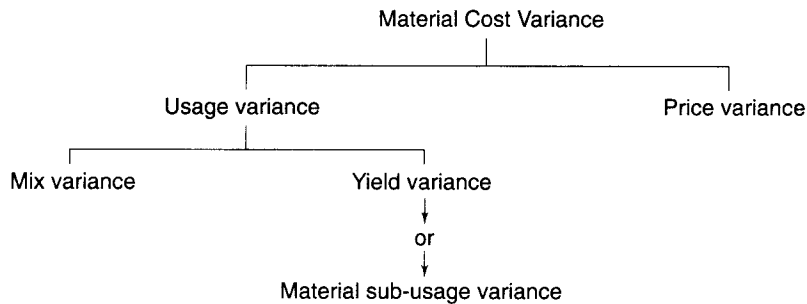 Material Cost Variance
Usage variance
Price variance
Mix variance
Yield variance
or
Material sub-usage variance